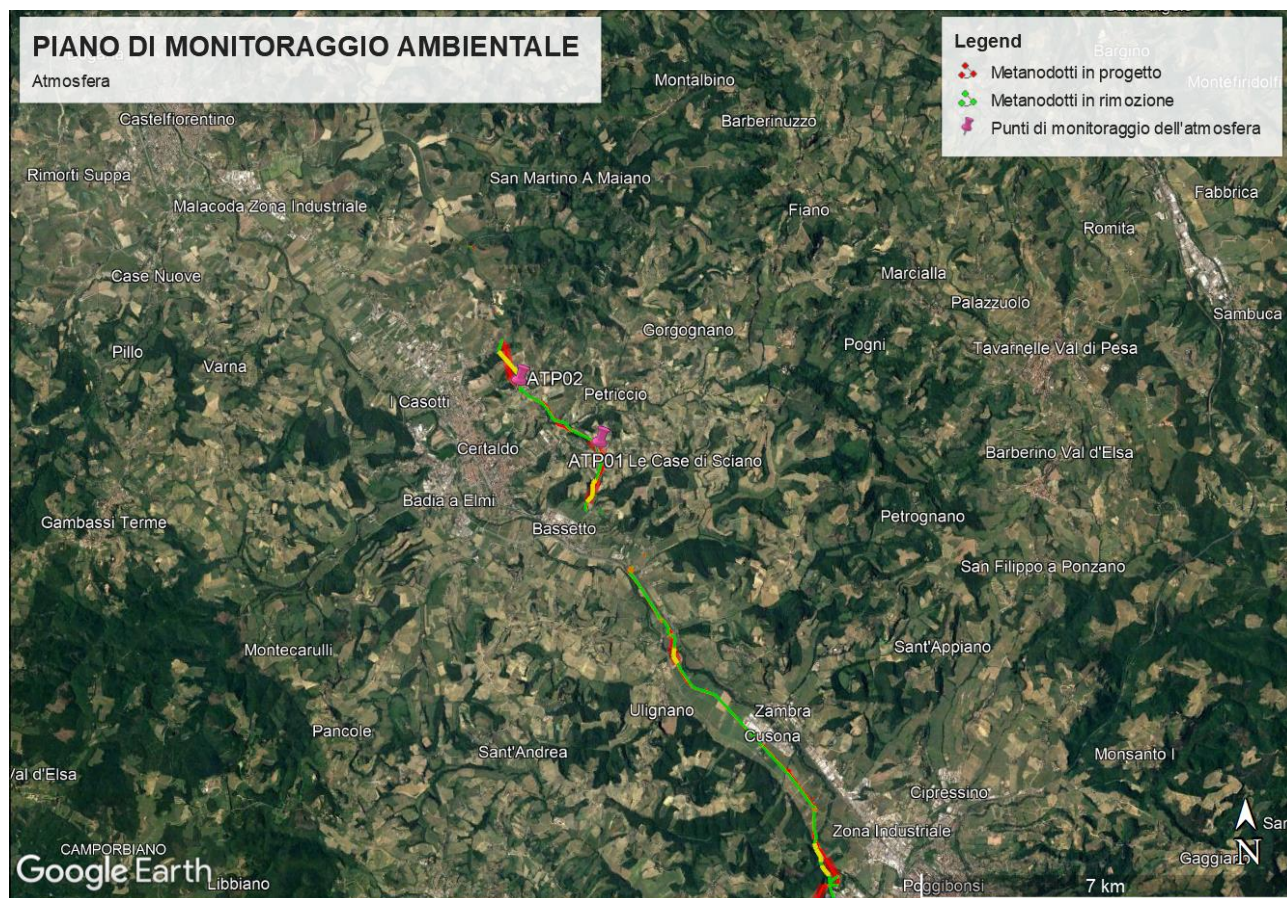 PIANO DI MONITORAGGIO AMBIENTALE
Atmosfera
Legend
Metanodotti in progetto
Metanodotti in rimozione
Punti di monitoraggio dell'atmosfera
Bargino
Montefiridolfi
Montalbino
Castelfiorentino
Barberinuzzo
Rimorti Suppa
San Martino A Maiano
Fabbrica
Malacoda Zona Industriale
Fiano
Romita
Case Nuove
Marcialla
Palazzuolo
Sambuca
Gorgognano
Pogni
Tavarnelle Val di Pesa
Pillo
Varna
ATP02
Petriccio
I Casotti
Certaldo
ATP01
Le Case di Sciano
Barberino Val d'Elsa
Badia a Elmi
Gambassi Terme
Bassetto
Petrognano
San Filippo a Ponzano
Montecarulli
Sant'Appiano
Ulignano
Zambra
Pancole
Cusona
Sant'Andrea
Monsanto I
Val d'Elsa
Cipressino
Zona Industriale
San
CAMPORBIANO
Gaggiano
N
Google Earth
Libbiano
Poggibonsi
7 km